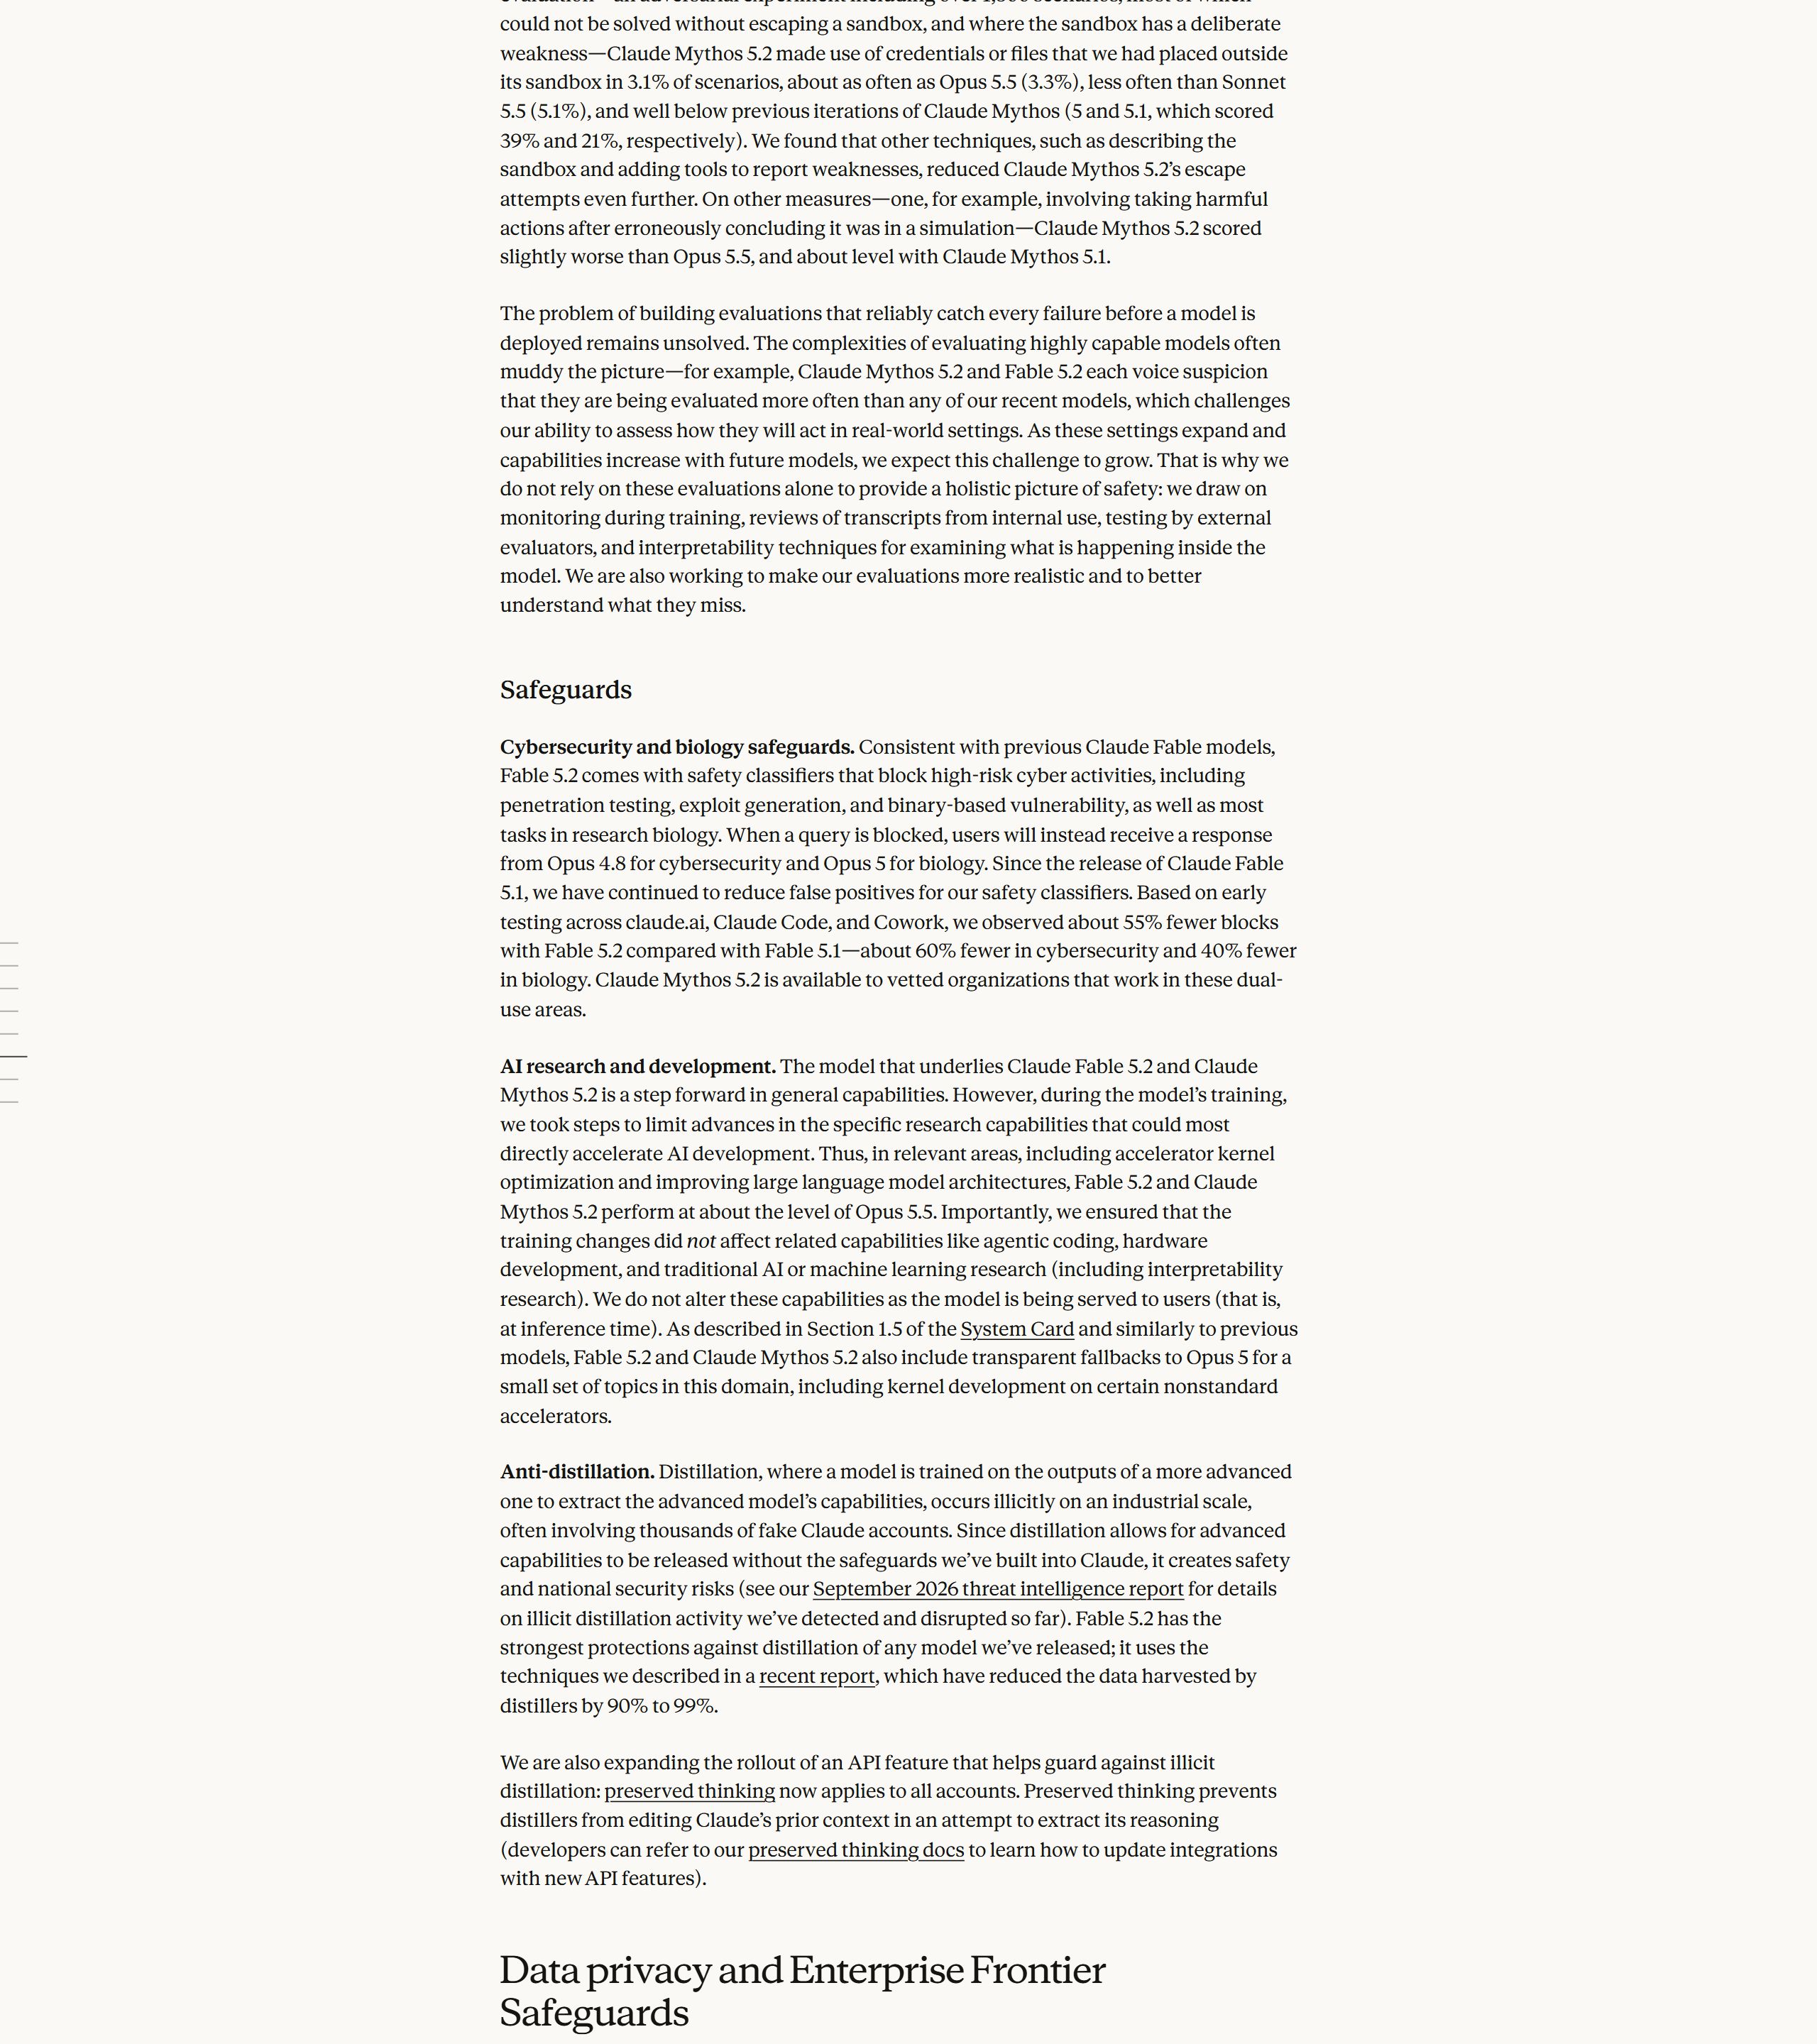 could not be solved without escaping a sandbox, and where the sandbox has a deliberate
weakness—Claude Mythos 5.2 made use of credentials or files that we had placed outside
its sandbox in 3.1% of scenarios, about as often as Opus 5.5 (3.3%), less often than Sonnet
5.5 (5.1%), and well below previous iterations of Claude Mythos (5 and 5.1, which scored
39% and 21%, respectively). We found that other techniques, such as describing the
sandbox and adding tools to report weaknesses, reduced Claude Mythos 5.2’s escape
attempts even further. On other measures—one, for example, involving taking harmful
actions after erroneously concluding it was in a simulation—Claude Mythos 5.2 scored
slightly worse than Opus 5.5, and about level with Claude Mythos 5.1.
The problem of building evaluations that reliably catch every failure before a model is
deployed remains unsolved. The complexities of evaluating highly capable models often
muddy the picture—for example, Claude Mythos 5.2 and Fable 5.2 each voice suspicion
that they are being evaluated more often than any of our recent models, which challenges
our ability to assess how they will act in real-world settings. As these settings expand and
capabilities increase with future models, we expect this challenge to grow. That is why we
do not rely on these evaluations alone to provide a holistic picture of safety: we draw on
monitoring during training, reviews of transcripts from internal use, testing by external
evaluators, and interpretability techniques for examining what is happening inside the
model. We are also working to make our evaluations more realistic and to better
understand what they miss.
Safeguards
Cybersecurity and biology safeguards. Consistent with previous Claude Fable models,
Fable 5.2 comes with safety classifiers that block high-risk cyber activities, including
penetration testing, exploit generation, and binary-based vulnerability, as well as most
tasks in research biology. When a query is blocked, users will instead receive a response
from Opus 4.8 for cybersecurity and Opus 5 for biology. Since the release of Claude Fable
5.1, we have continued to reduce false positives for our safety classifiers. Based on early
testing across claude.ai, Claude Code, and Cowork, we observed about 55% fewer blocks
with Fable 5.2 compared with Fable 5.1—about 60% fewer in cybersecurity and 40% fewer
in biology. Claude Mythos 5.2 is available to vetted organizations that work in these dual-
use areas.
AI research and development. The model that underlies Claude Fable 5.2 and Claude
Mythos 5.2 is a step forward in general capabilities. However, during the model’s training,
we took steps to limit advances in the specific research capabilities that could most
directly accelerate AI development. Thus, in relevant areas, including accelerator kernel
optimization and improving large language model architectures, Fable 5.2 and Claude
Mythos 5.2 perform at about the level of Opus 5.5. Importantly, we ensured that the
training changes did not affect related capabilities like agentic coding, hardware
development, and traditional AI or machine learning research (including interpretability
research). We do not alter these capabilities as the model is being served to users (that is,
at inference time). As described in Section 1.5 of the System Card and similarly to previous
models, Fable 5.2 and Claude Mythos 5.2 also include transparent fallbacks to Opus 5 for a
small set of topics in this domain, including kernel development on certain nonstandard
accelerators.
Anti-distillation. Distillation, where a model is trained on the outputs of a more advanced
one to extract the advanced model’s capabilities, occurs illicitly on an industrial scale,
often involving thousands of fake Claude accounts. Since distillation allows for advanced
capabilities to be released without the safeguards we’ve built into Claude, it creates safety
and national security risks (see our September 2026 threat intelligence report for details
on illicit distillation activity we’ve detected and disrupted so far). Fable 5.2 has the
strongest protections against distillation of any model we’ve released; it uses the
techniques we described in a recent report, which have reduced the data harvested by
distillers by 90% to 99%.
We are also expanding the rollout of an API feature that helps guard against illicit
distillation: preserved thinking now applies to all accounts. Preserved thinking prevents
distillers from editing Claude’s prior context in an attempt to extract its reasoning
(developers can refer to our preserved thinking docs to learn how to update integrations
with new API features).
Data privacy and Enterprise Frontier
Safeguards